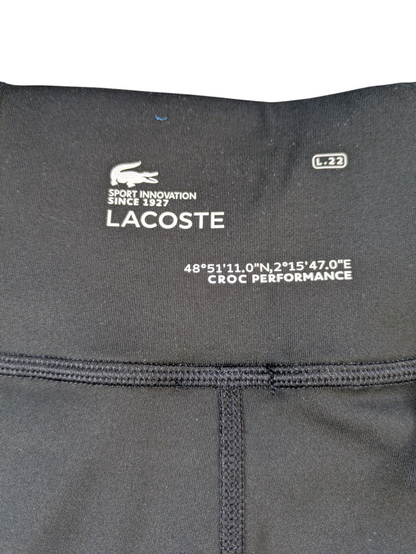 L.22
SPORT INNOVATION
SINCE 1927
LACOSTE
48°51'11.0"N,2°15'47.0"E
CROC PERFORMANCE